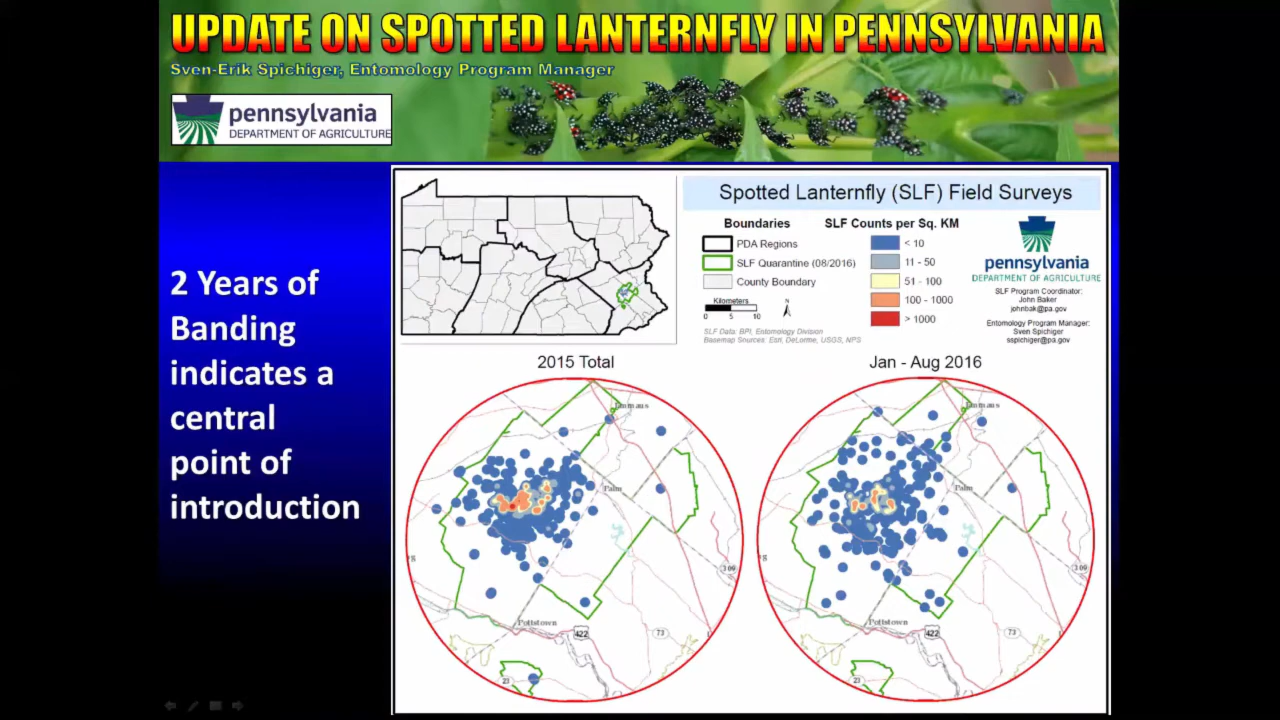 UPDATE ON SPOTTED LANTERNFLY IN PENNSYLVANIA
Sven-Erik Spichiger, Entomology Program Manager
pennsylvania
DEPARTMENT OF AGRICULTURE
2 Years of
Banding
indicates a
central
point of
introduction
Spotted Lanternfly (SLF) Field Surveys
Boundaries
PDA Regions
SLF Quarantine (08/2016)
County Boundary
Kilometers
N
0 5 10
SLF Data: BPI, Entomology Division
Basemap Sources: Esri, DeLorme, USGS, NPS
SLF Counts per Sq. KM
< 10
11 - 50
51 - 100
100 - 1000
> 1000
pennsylvania
DEPARTMENT OF AGRICULTURE
SLF Program Coordinator:
John Baker
johnbak@pa.gov
Entomology Program Manager:
Sven Spichiger
sspichiger@pa.gov
2015 Total
Palm
Pottstown
422
73
Jan - Aug 2016
Palm
Pottstown
422
73